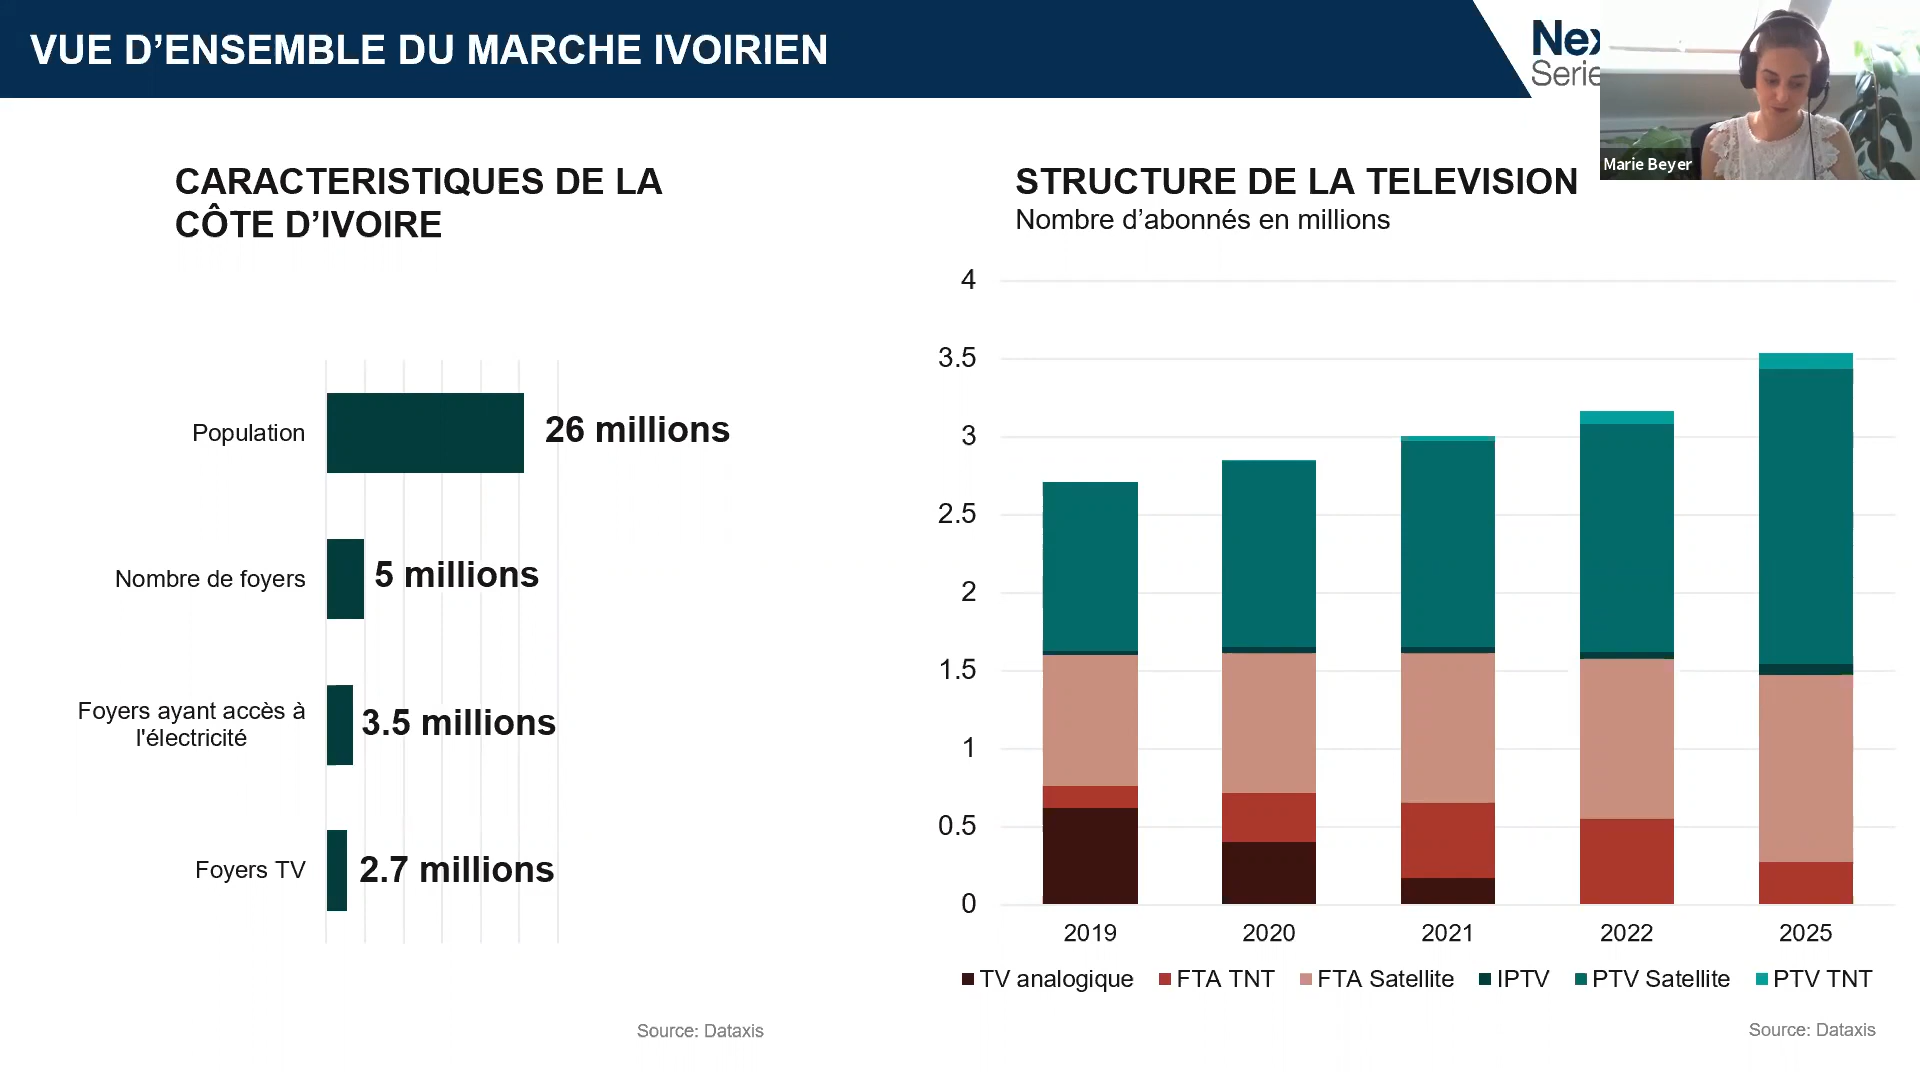 VUE D’ENSEMBLE DU MARCHE IVOIRIEN
Marie Beyer
CARACTERISTIQUES DE LA
CÔTE D’IVOIRE
Population
26 millions
Nombre de foyers
5 millions
Foyers ayant accès à
l'électricité
3.5 millions
Foyers TV
2.7 millions
Source: Dataxis
STRUCTURE DE LA TELEVISION
Nombre d’abonnés en millions
4
3.5
3
2.5
2
1.5
1
0.5
0
2019 2020 2021 2022 2025
TV analogique FTA TNT FTA Satellite IPTV PTV Satellite PTV TNT
Source: Dataxis